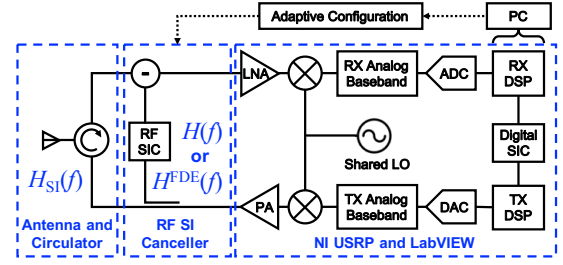 Adaptive Configuration
PC
-
LNA
RX Analog
Baseband
ADC
RX
DSP
RF
SIC
H(f)
or
H^FDE(f)
H_SI(f)
Shared LO
Digital
SIC
PA
TX Analog
Baseband
DAC
TX
DSP
Antenna and
Circulator
RF SI
Canceller
NI USRP and LabVIEW